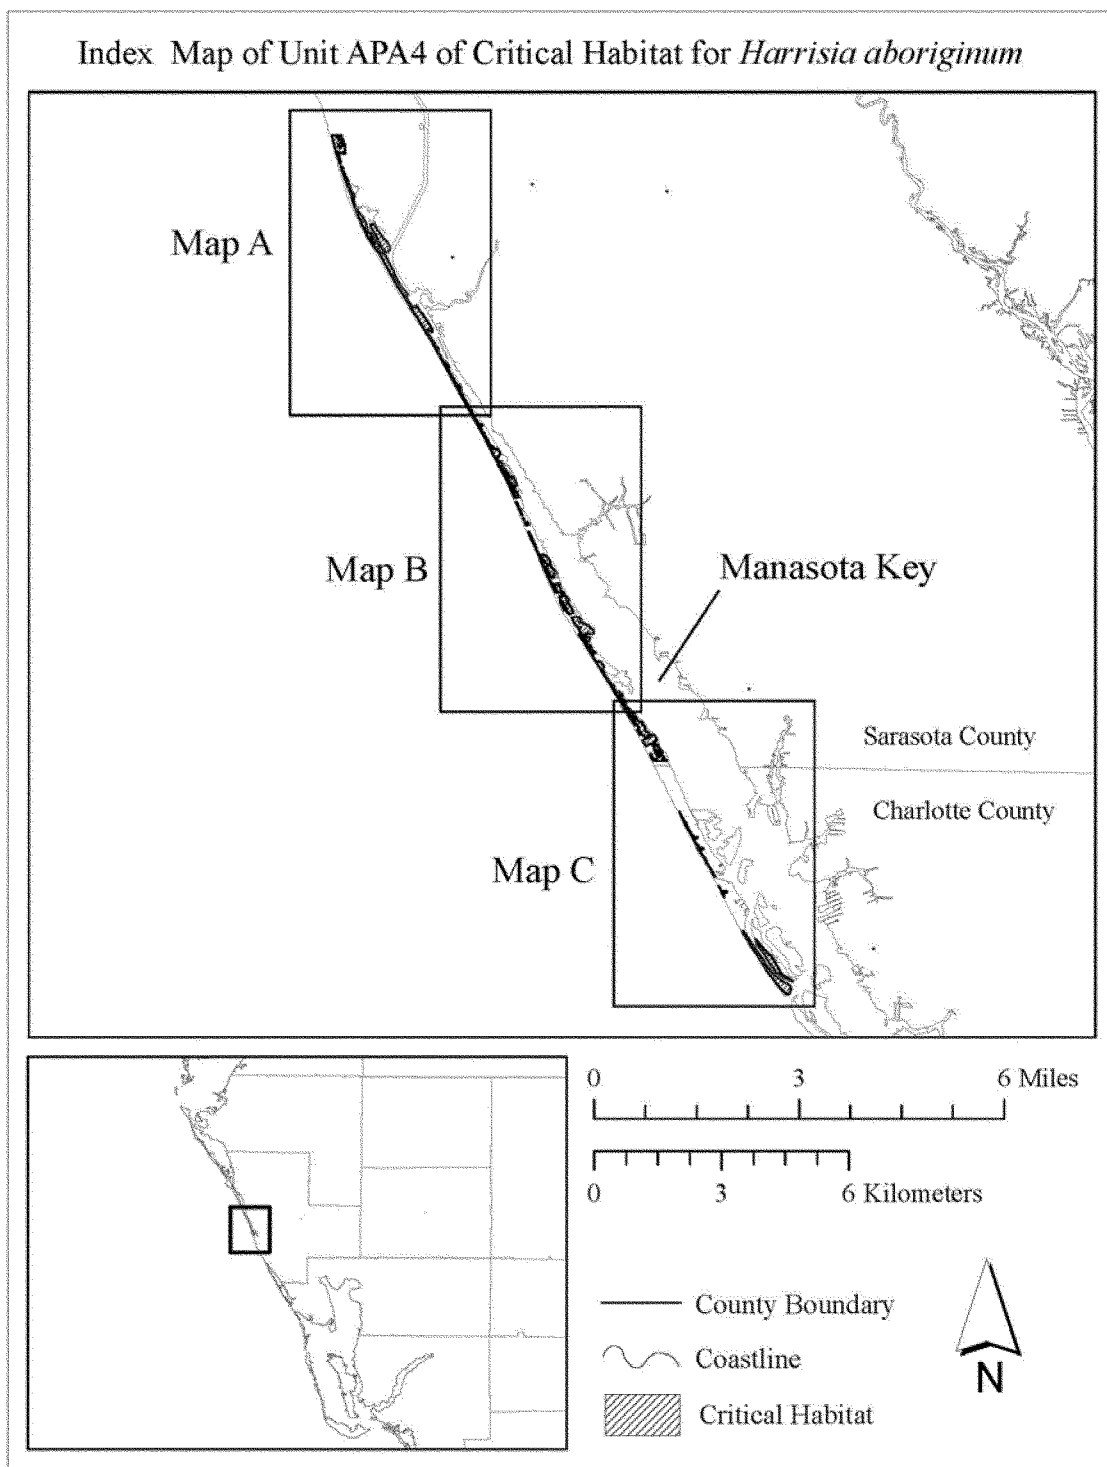 Index Map of Unit APA4 of Critical Habitat for Harrisia aboriginum
Map A
Map B
Manasota Key
Sarasota County
Charlotte County
Map C
0 3 6 Miles
0 3 6 Kilometers
County Boundary
Coastline
Critical Habitat
N